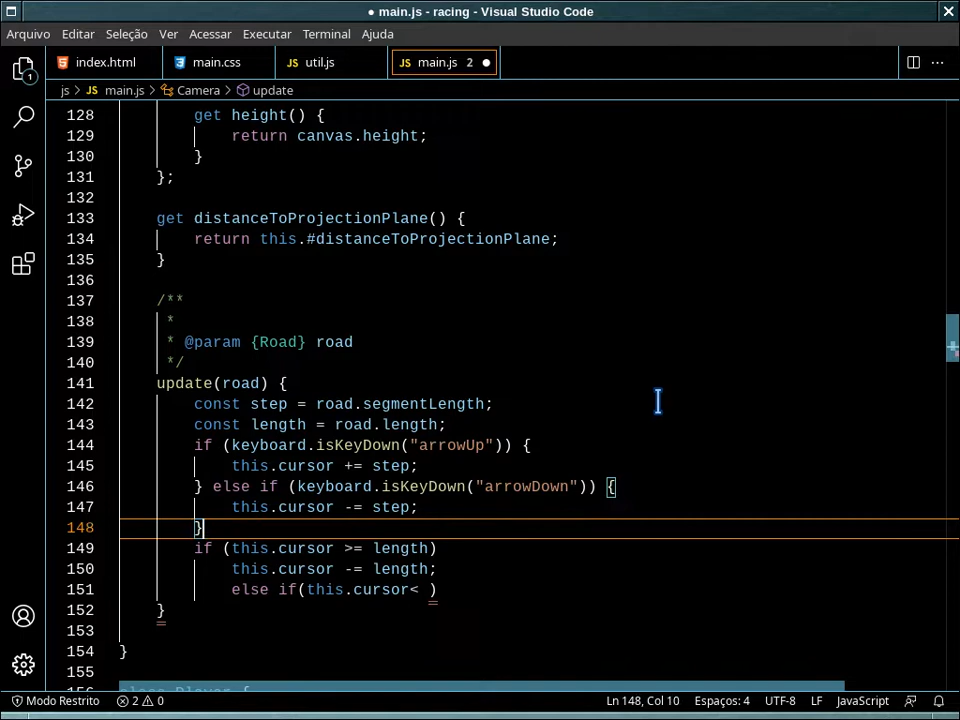 ● main.js - racing - Visual Studio Code
Arquivo Editar Seleção Ver Acessar Executar Terminal Ajuda
index.html main.css JS util.js JS main.js 2 ●
js > JS main.js > Camera > update
128 get height() {
129 return canvas.height;
130 }
131 };
132
133 get distanceToProjectionPlane() {
134 return this.#distanceToProjectionPlane;
135 }
136
137 /**
138 *
139 * @param {Road} road
140 */
141 update(road) {
142 const step = road.segmentLength;
143 const length = road.length;
144 if (keyboard.isKeyDown("arrowUp")) {
145 this.cursor += step;
146 } else if (keyboard.isKeyDown("arrowDown")) {
147 this.cursor -= step;
148 }
149 if (this.cursor >= length)
150 this.cursor -= length;
151 else if(this.cursor< )
152 }
153
154 }
155
156 class Player {
Modo Restrito 2 0 Ln 148, Col 10 Espaços: 4 UTF-8 LF JavaScript